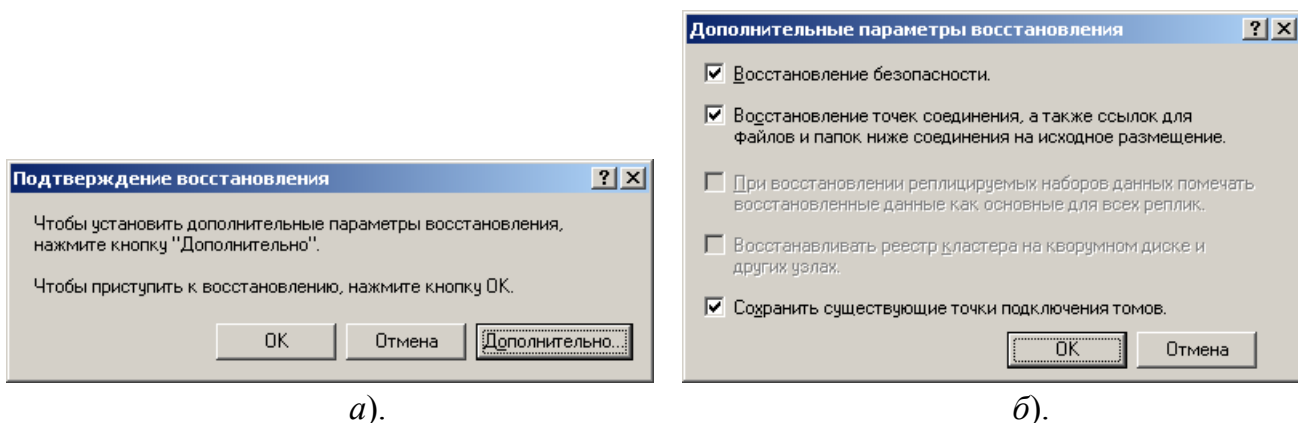 Подтверждение восстановления
Чтобы установить дополнительные параметры восстановления,
нажмите кнопку "Дополнительно".
Чтобы приступить к восстановлению, нажмите кнопку ОК.
ОК Отмена Дополнительно...
а).
Дополнительные параметры восстановления
Восстановление безопасности.
Восстановление точек соединения, а также ссылок для
файлов и папок ниже соединения на исходное размещение.
При восстановлении реплицируемых наборов данных помечать
восстановленные данные как основные для всех реплик.
Восстанавливать реестр кластера на кворумном диске и
других узлах.
Сохранить существующие точки подключения томов.
ОК Отмена
б).